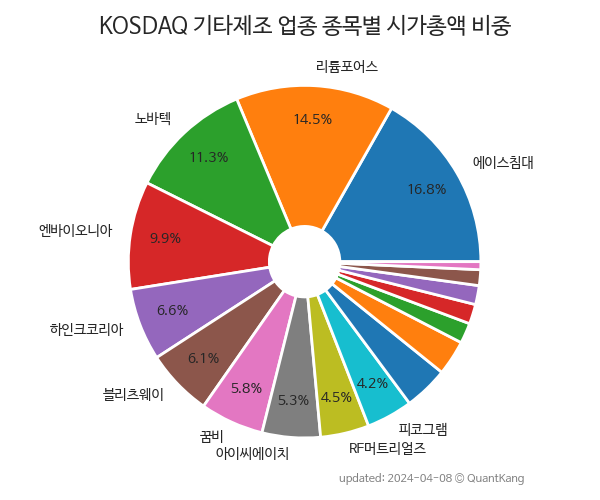 KOSDAQ 기타제조 업종 종목별 시가총액 비중
리튬포어스
14.5%
노바텍
11.3%
에이스침대
16.8%
엔바이오니아
9.9%
하인크코리아
6.6%
블리츠웨이
6.1%
꿈비
5.8%
아이씨에이치
5.3%
RF머트리얼즈
4.5%
피코그램
4.2%
updated: 2024-04-08 © QuantKang